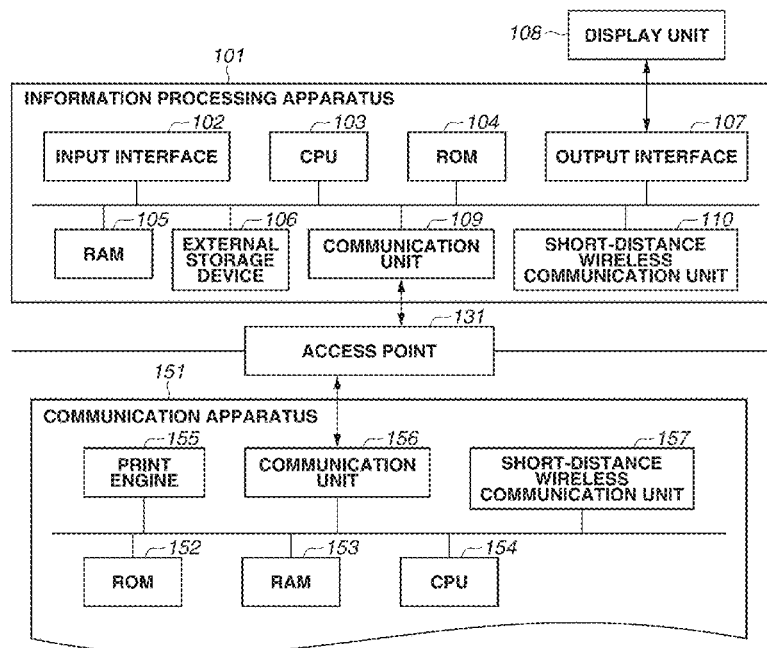 108
DISPLAY UNIT
101
INFORMATION PROCESSING APPARATUS
102
103
104
107
INPUT INTERFACE
CPU
ROM
OUTPUT INTERFACE
105
106
109
110
RAM
EXTERNAL
STORAGE
DEVICE
COMMUNICATION
UNIT
SHORT-DISTANCE
WIRELESS
COMMUNICATION UNIT
131
ACCESS POINT
151
COMMUNICATION APPARATUS
155
156
157
PRINT
ENGINE
COMMUNICATION
UNIT
SHORT-DISTANCE
WIRELESS
COMMUNICATION UNIT
152
153
154
ROM
RAM
CPU